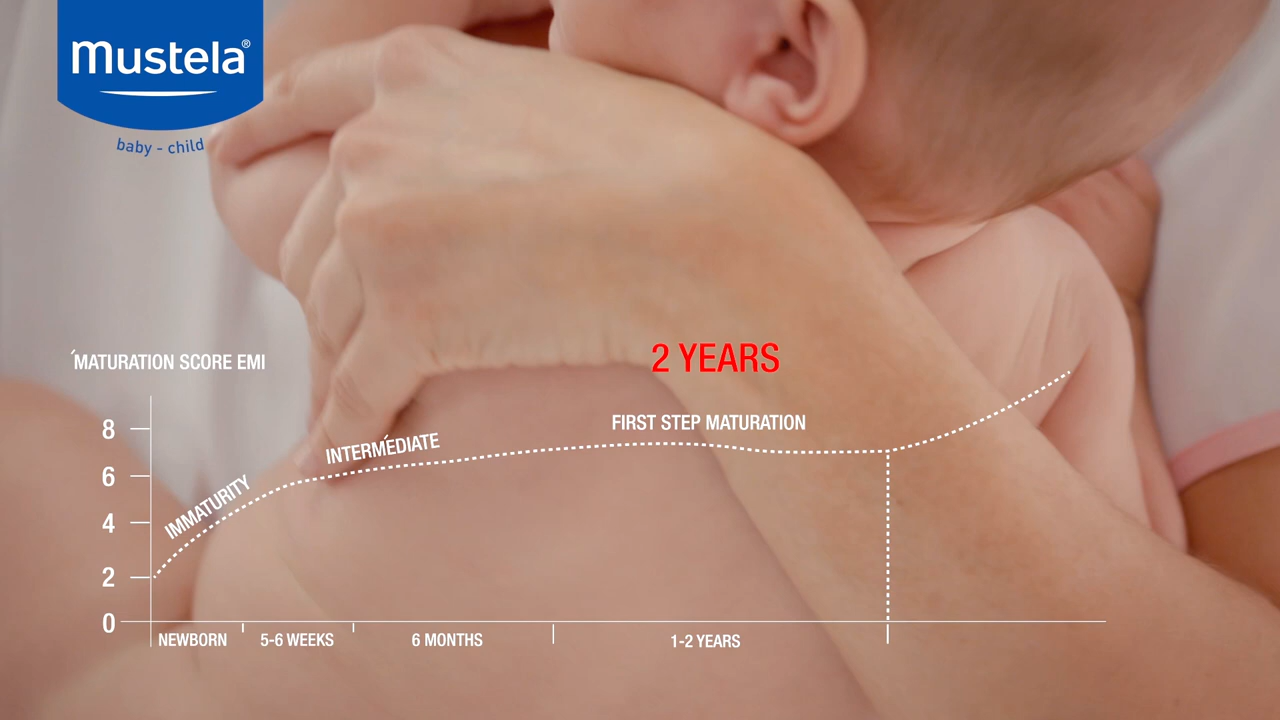 Mustela®
baby - child
´MATURATION SCORE EMI
2 YEARS
FIRST STEP MATURATION
INTERMÉDIATE
IMMATURITY
8
6
4
2
0
NEWBORN
5-6 WEEKS
6 MONTHS
1-2 YEARS